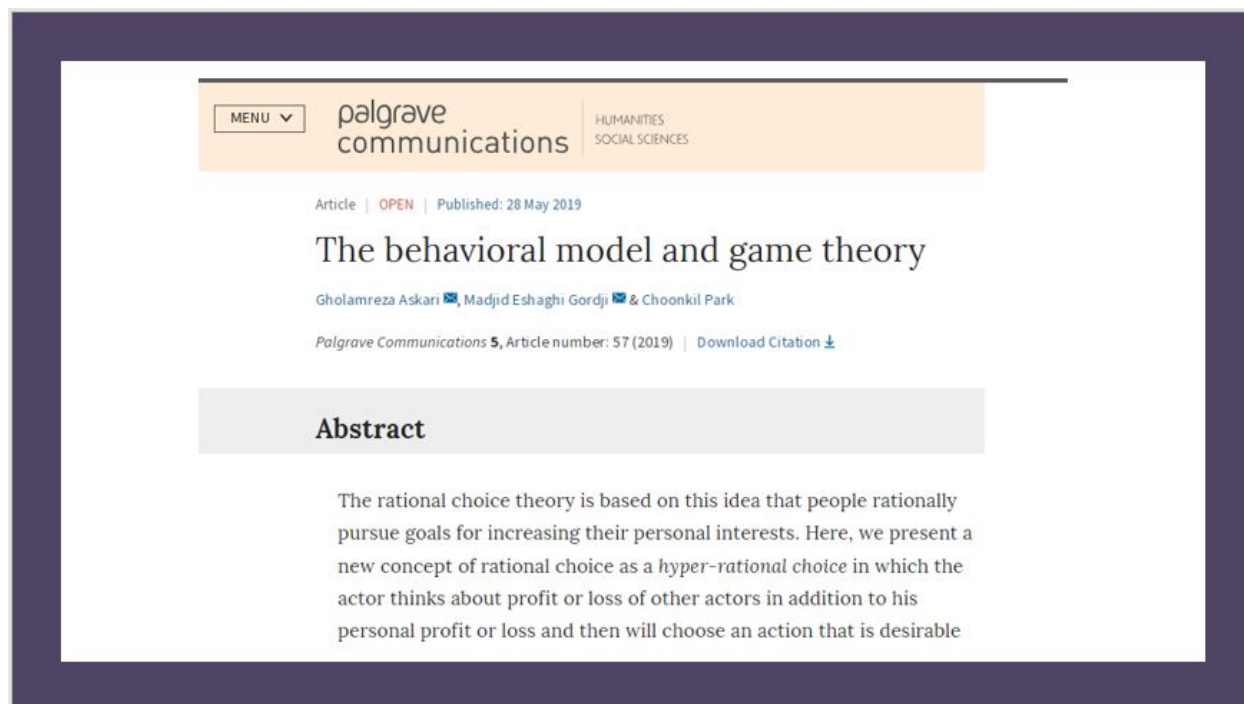 MENU
palgrave
communications
HUMANITIES
SOCIAL SCIENCES
Article | OPEN | Published: 28 May 2019
The behavioral model and game theory
Gholamreza Askari, Madjid Eshaghi Gordji & Choonkil Park
Palgrave Communications 5, Article number: 57 (2019) | Download Citation
Abstract
The rational choice theory is based on this idea that people rationally
pursue goals for increasing their personal interests. Here, we present a
new concept of rational choice as a hyper-rational choice in which the
actor thinks about profit or loss of other actors in addition to his
personal profit or loss and then will choose an action that is desirable